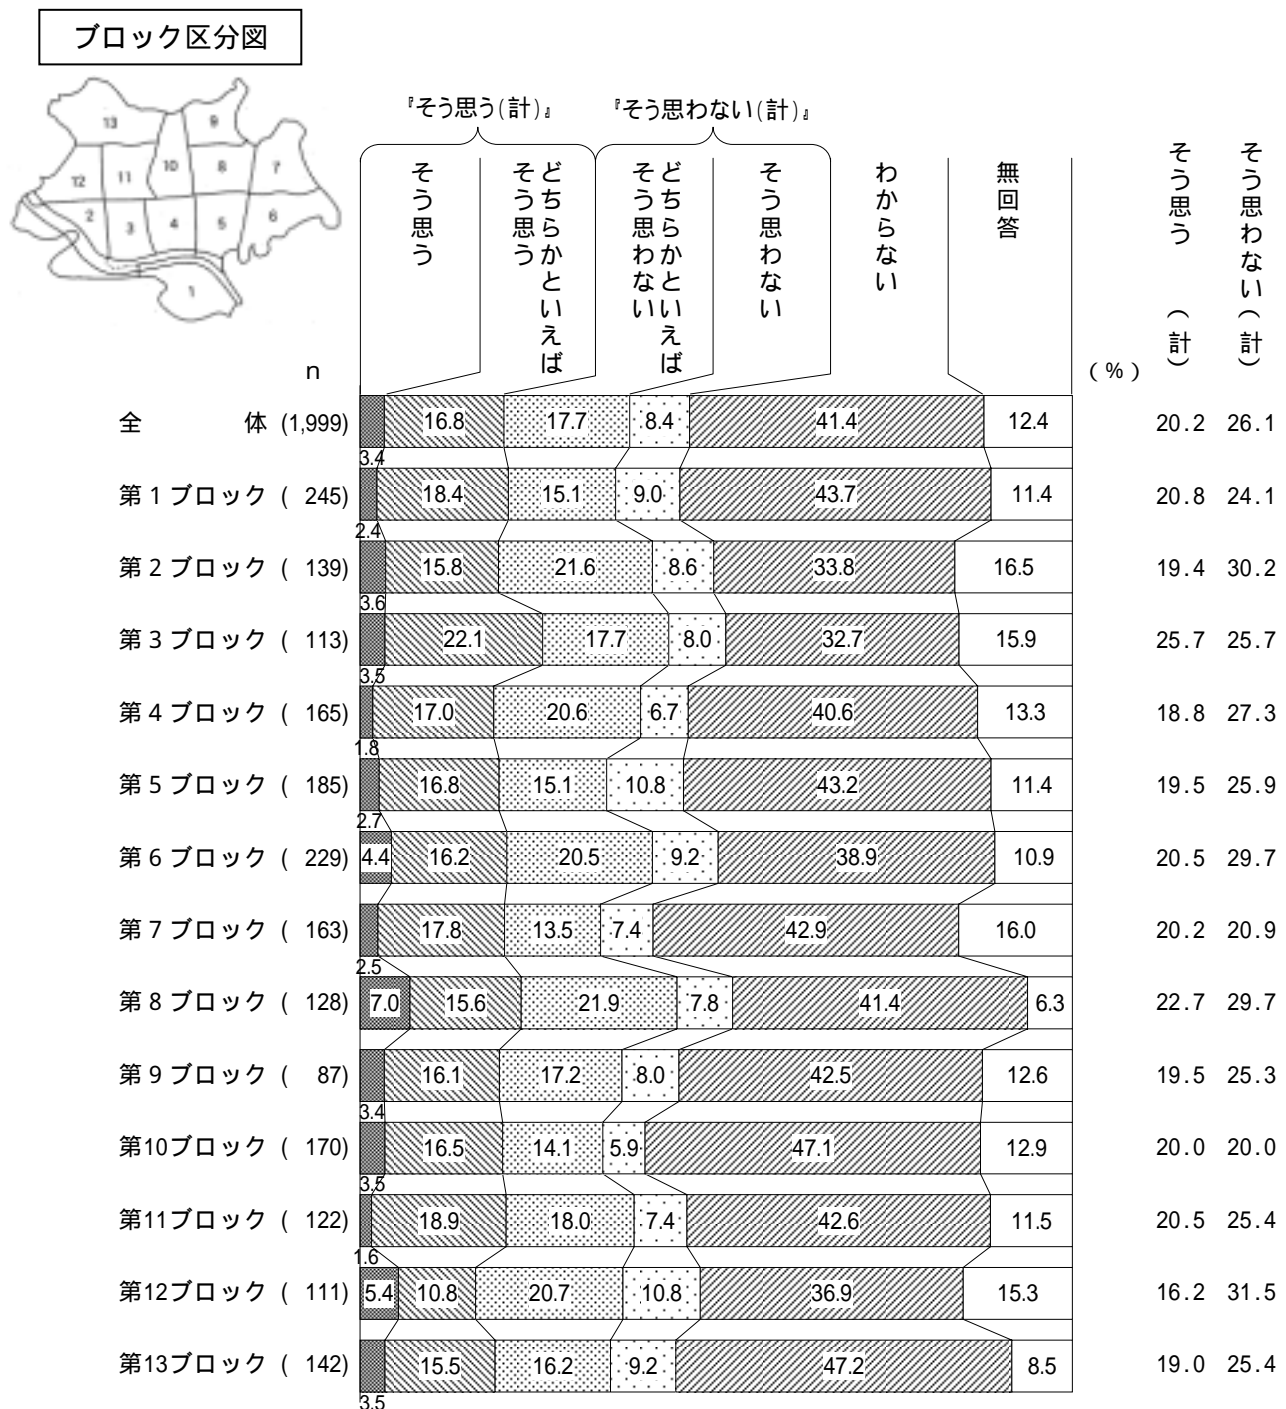 ブロック区分図
13
9
12
11
10
8
7
2
3
4
5
6
1
『そう思う(計)』
『そう思わない(計)』
そう思う
どちらかといえば
そう思う
どちらかといえば
そう思わない
そう思わない
わからない
無回答
そう思う(計)
そう思わない(計)
n
(%)
全体 (1,999) 3.4 16.8 17.7 8.4 41.4 12.4 20.2 26.1
第1ブロック ( 245) 2.4 18.4 15.1 9.0 43.7 11.4 20.8 24.1
第2ブロック ( 139) 3.6 15.8 21.6 8.6 33.8 16.5 19.4 30.2
第3ブロック ( 113) 3.5 22.1 17.7 8.0 32.7 15.9 25.7 25.7
第4ブロック ( 165) 1.8 17.0 20.6 6.7 40.6 13.3 18.8 27.3
第5ブロック ( 185) 2.7 16.8 15.1 10.8 43.2 11.4 19.5 25.9
第6ブロック ( 229) 4.4 16.2 20.5 9.2 38.9 10.9 20.5 29.7
第7ブロック ( 163) 2.5 17.8 13.5 7.4 42.9 16.0 20.2 20.9
第8ブロック ( 128) 7.0 15.6 21.9 7.8 41.4 6.3 22.7 29.7
第9ブロック ( 87) 3.4 16.1 17.2 8.0 42.5 12.6 19.5 25.3
第10ブロック ( 170) 3.5 16.5 14.1 5.9 47.1 12.9 20.0 20.0
第11ブロック ( 122) 1.6 18.9 18.0 7.4 42.6 11.5 20.5 25.4
第12ブロック ( 111) 5.4 10.8 20.7 10.8 36.9 15.3 16.2 31.5
第13ブロック ( 142) 3.5 15.5 16.2 9.2 47.2 8.5 19.0 25.4